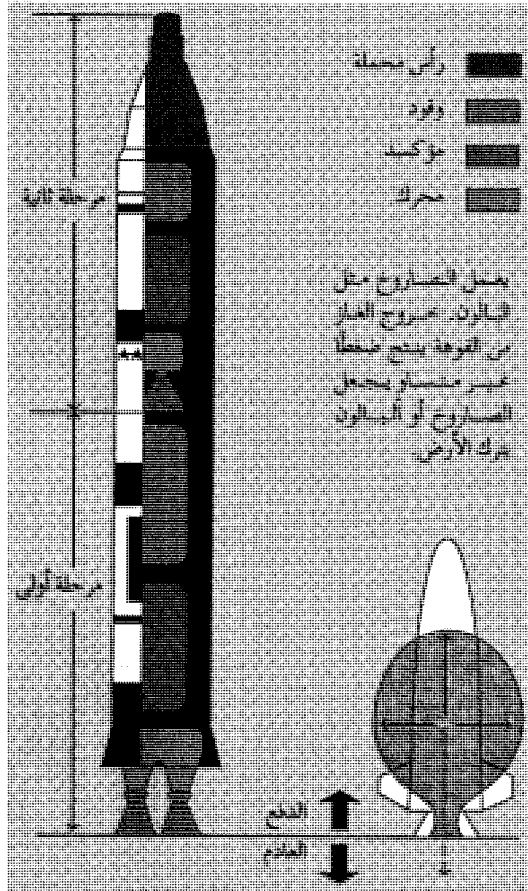 رأس محملة
وقود
مؤكسد
محرك
مرحلة ثانية
يعمل الصاروخ مثل
البالون. خروج الغاز
من الفوهة ينتج ضغطًا
غير متساو يجعل
الصاروخ أو البالون
يترك الأرض.
مرحلة أولى
الدفع
العادم